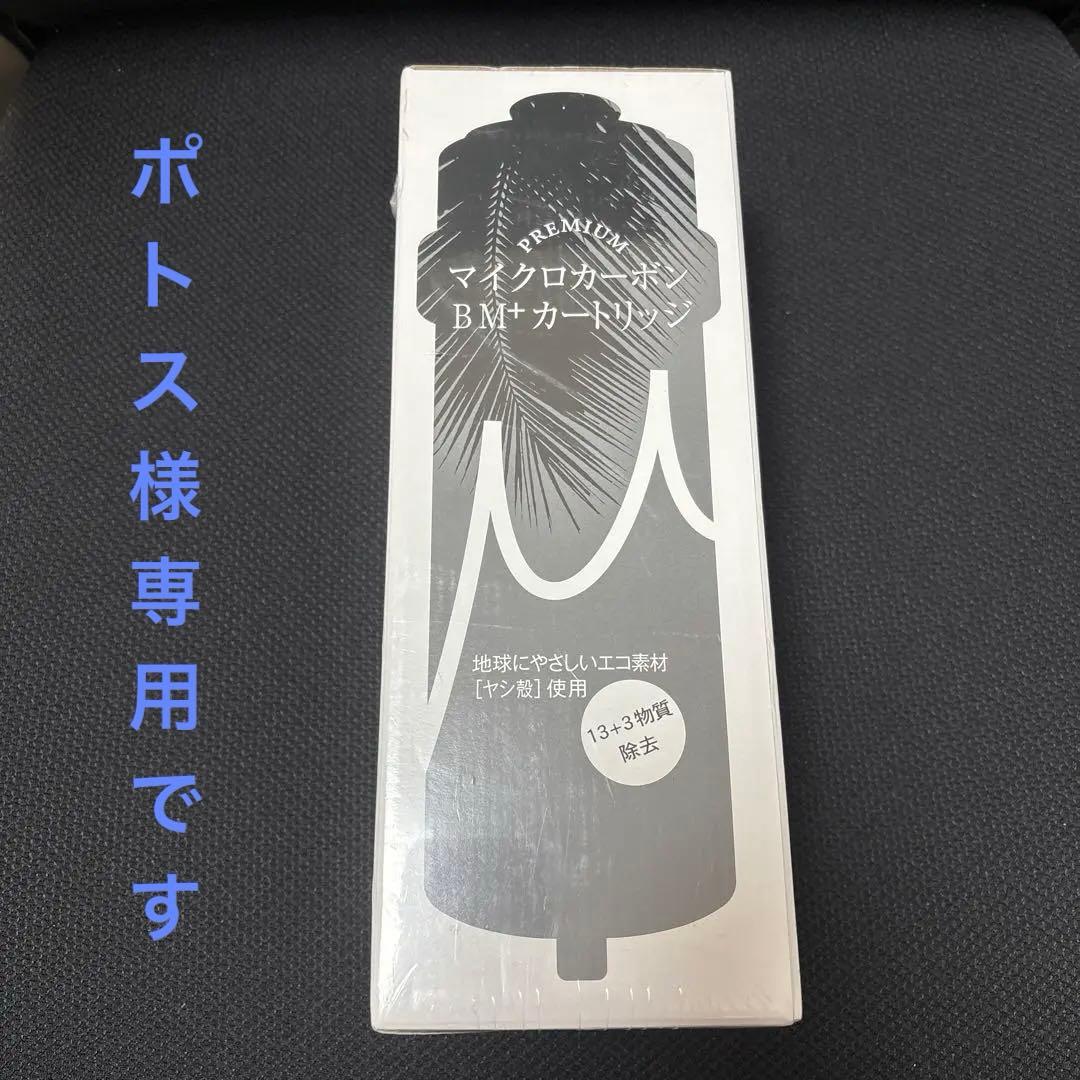 ポトス様専用です
PREMIUM
マイクロカーボン
BM⁺カートリッジ
地球にやさしいエコ素材
[ヤシ殻]使用
13+3物質
除去